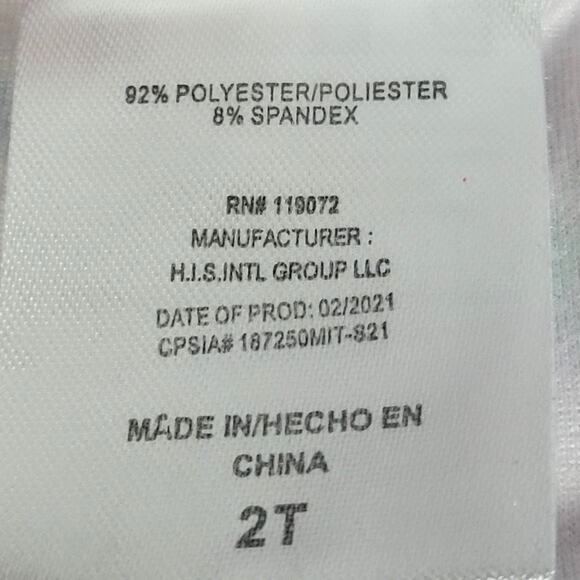 92% POLYESTER/POLIESTER
8% SPANDEX
RN# 119072
MANUFACTURER :
H.I.S.INTL GROUP LLC
DATE OF PROD: 02/2021
CPSIA# 187250MIT-S21
MADE IN/HECHO EN
CHINA
2T